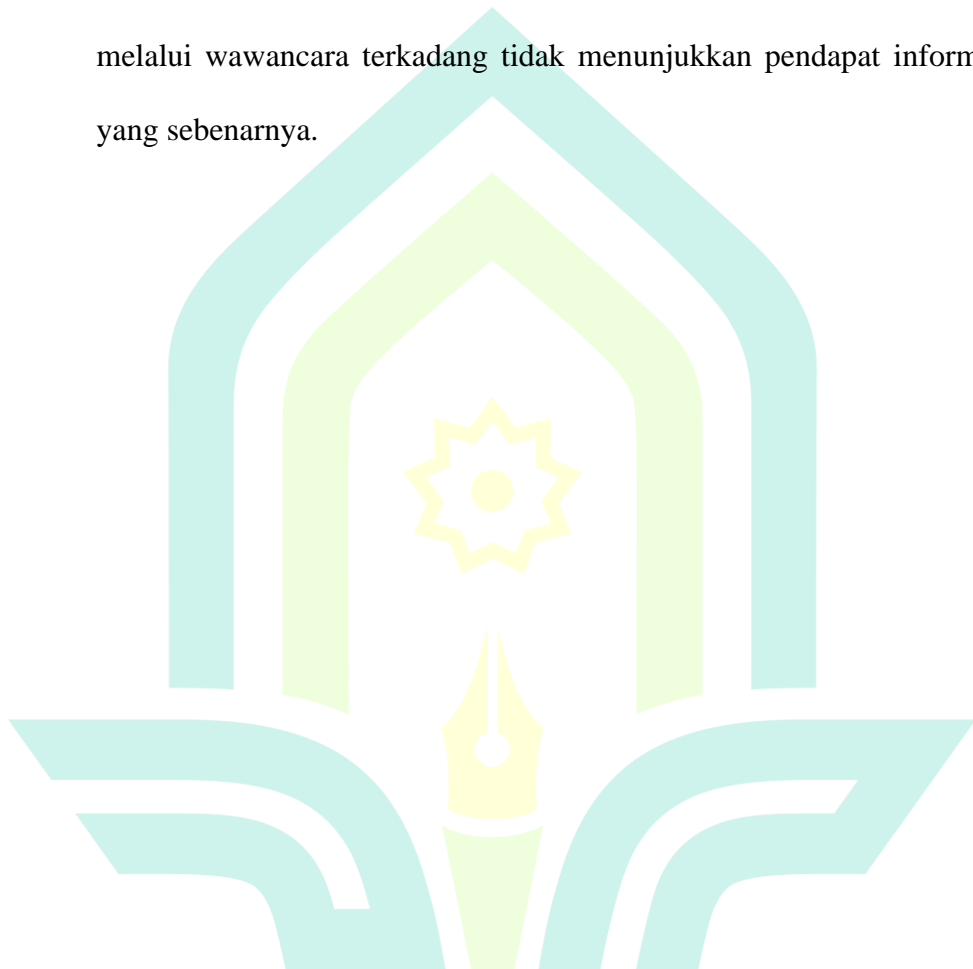 melalui wawancara terkadang tidak menunjukkan pendapat inform
yang sebenarnya.